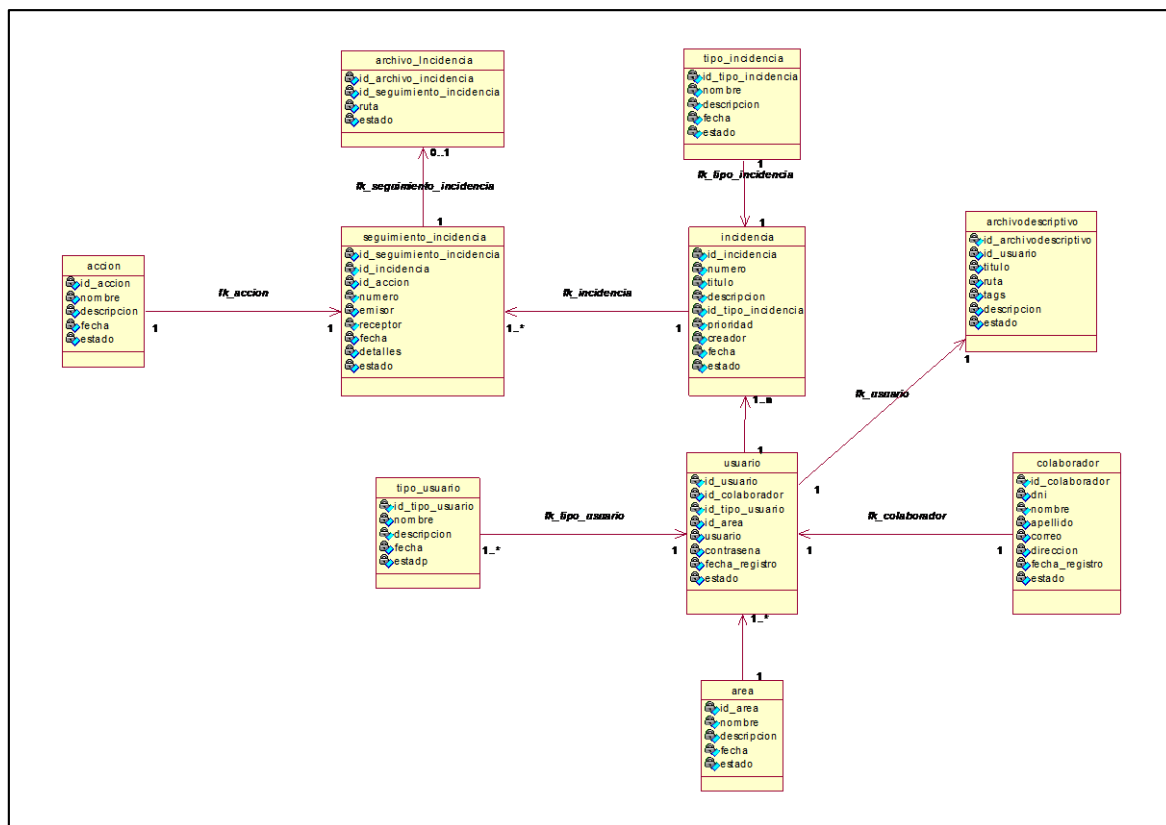 archivo_Incidencia
id_archivo_incidencia
id_seguimiento_incidencia
ruta
estado
0..1
fk_seguimiento_incidencia
1
tipo_incidencia
id_tipo_incidencia
nombre
descripcion
fecha
estado
1
fk_tipo_incidencia
1
accion
id_accion
nombre
descripcion
fecha
estado
1
fk_accion
1
seguimiento_incidencia
id_seguimiento_incidencia
id_incidencia
id_accion
numero
emisor
receptor
fecha
detalles
estado
1..*
fk_incidencia
1
incidencia
id_incidencia
numero
titulo
descripcion
id_tipo_incidencia
prioridad
creador
fecha
estado
1..n
1
archivodescriptivo
id_archivodescriptivo
id_usuario
titulo
ruta
tags
descripcion
estado
1
fk_usuario
1
tipo_usuario
id_tipo_usuario
nombre
descripcion
fecha
estadp
1..*
fk_tipo_usuario
1
usuario
id_usuario
id_colaborador
id_tipo_usuario
id_area
usuario
contrasena
fecha_registro
estado
1
fk_colaborador
1
colaborador
id_colaborador
dni
nombre
apellido
correo
direccion
fecha_registro
estado
1..*
1
area
id_area
nombre
descripcion
fecha
estado